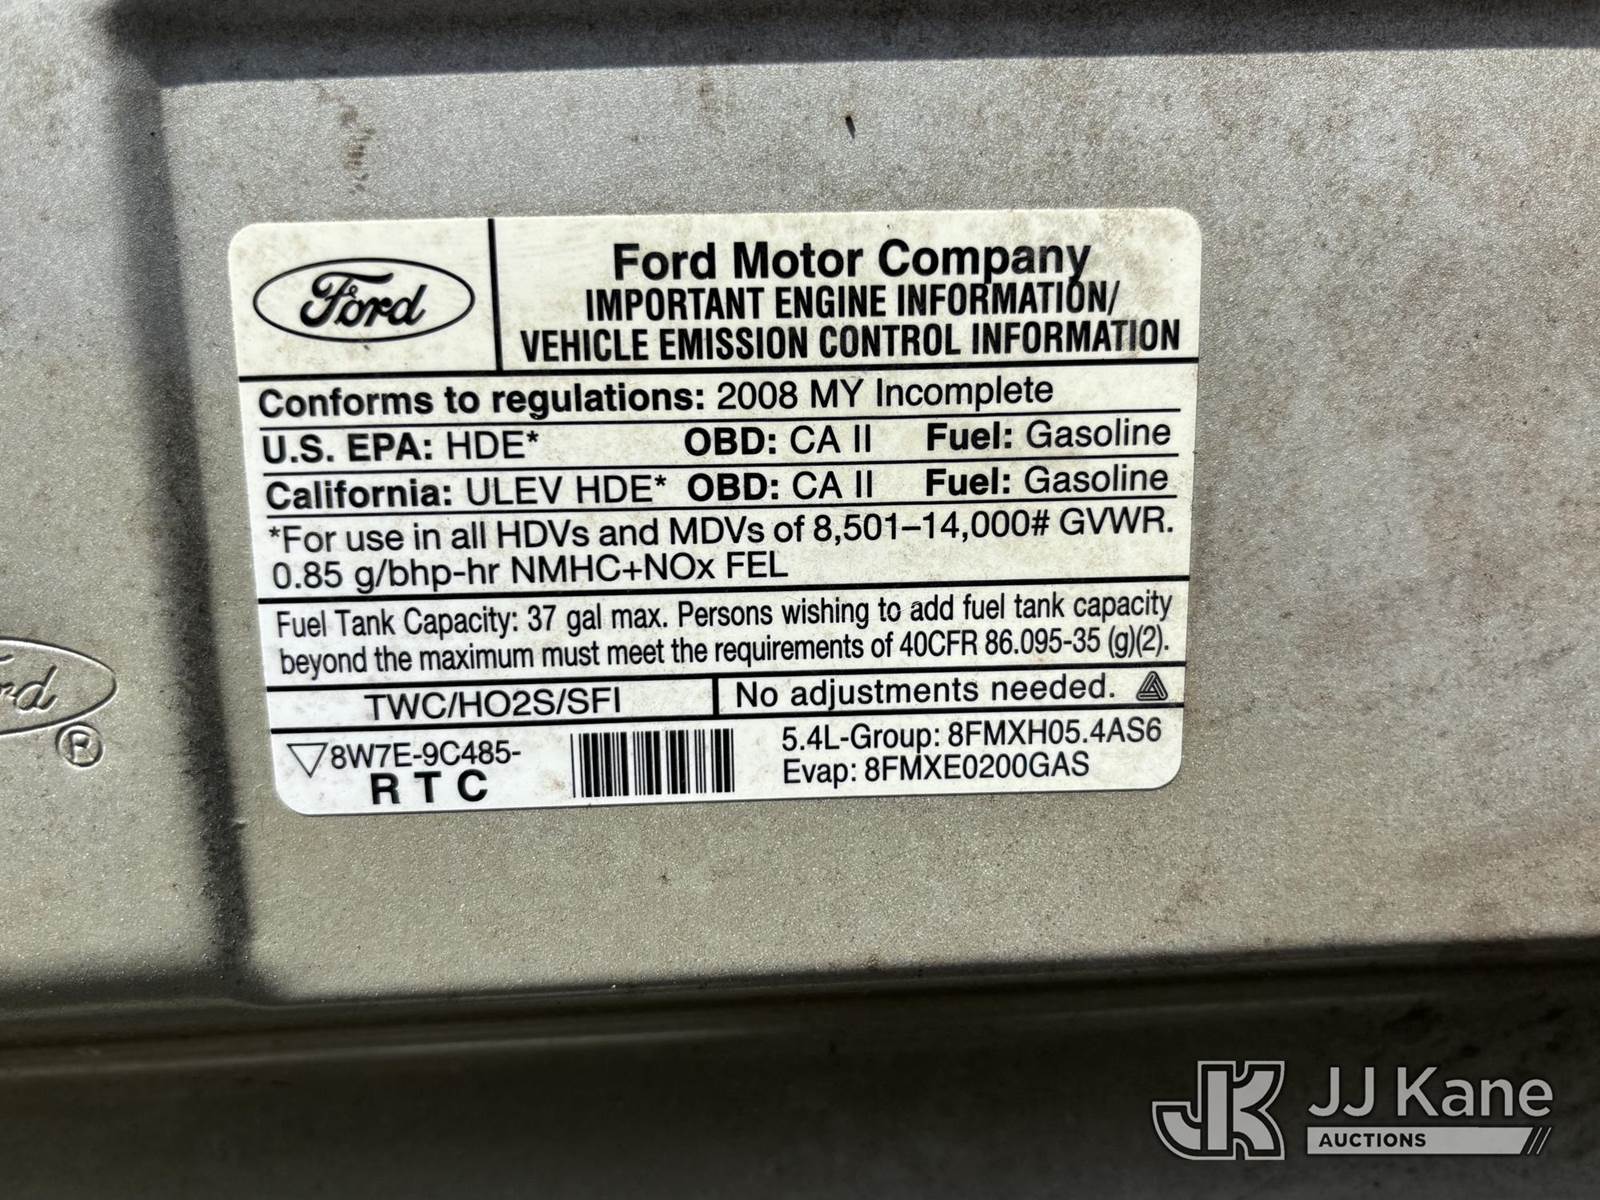 Ford
Ford Motor Company
IMPORTANT ENGINE INFORMATION/
VEHICLE EMISSION CONTROL INFORMATION
Conforms to regulations: 2008 MY Incomplete
U.S. EPA: HDE* OBD: CA II Fuel: Gasoline
California: ULEV HDE* OBD: CA II Fuel: Gasoline
*For use in all HDVs and MDVs of 8,501–14,000# GVWR.
0.85 g/bhp-hr NMHC+NOx FEL
Fuel Tank Capacity: 37 gal max. Persons wishing to add fuel tank capacity
beyond the maximum must meet the requirements of 40CFR 86.095-35 (g)(2).
TWC/HO2S/SFI No adjustments needed.
8W7E-9C485-
R T C
5.4L-Group: 8FMXH05.4AS6
Evap: 8FMXE0200GAS
rd
®
JK JJ Kane
AUCTIONS